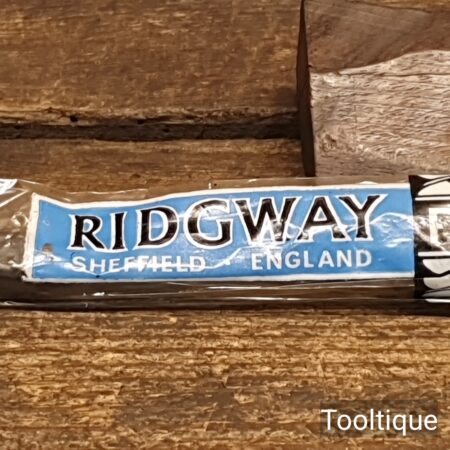 RIDGWAY
SHEFFIELD · ENGLAND
Tooltique